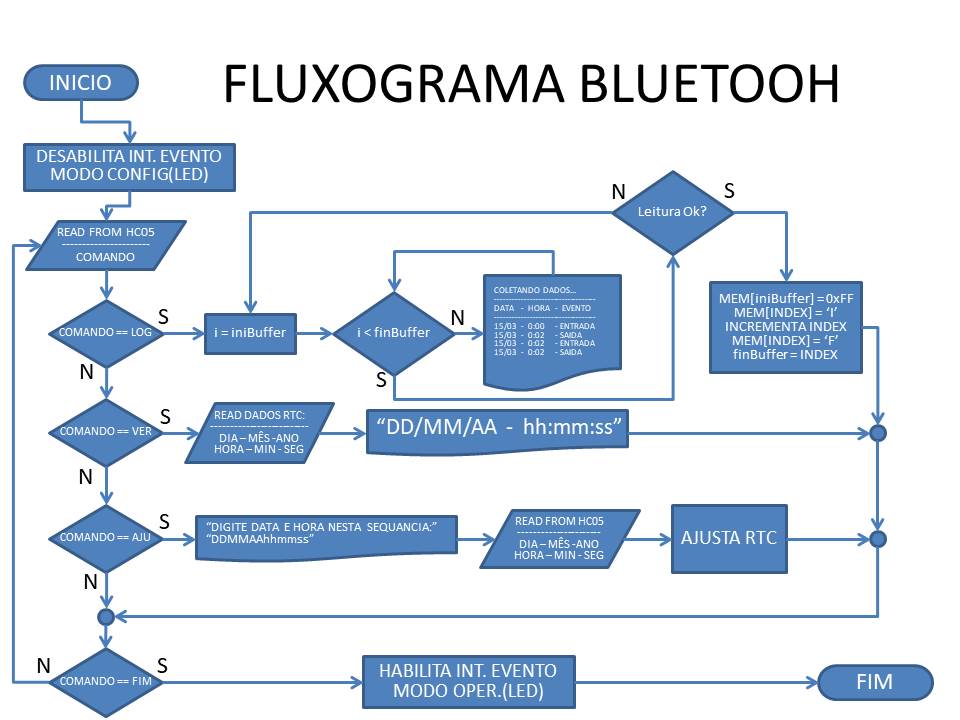 FLUXOGRAMA BLUETOOH
INICIO
DESABILITA INT. EVENTO
MODO CONFIG(LED)
READ FROM HC05
------------------------
COMANDO
COMANDO == LOG
S
N
i = iniBuffer
i < finBuffer
N
S
COLETANDO DADOS...
-----------------------------------
DATA - HORA - EVENTO
-----------------------------------
15/03 - 0:00 - ENTRADA
15/03 - 0:02 - SAIDA
15/03 - 0:02 - ENTRADA
15/03 - 0:02 - SAIDA
N
Leitura Ok?
S
MEM[iniBuffer] = 0xFF
MEM[INDEX] = ‘I’
INCREMENTA INDEX
MEM[INDEX] = ‘F’
finBuffer = INDEX
COMANDO == VER
S
N
READ DADOS RTC:
---------------------------
DIA – MÊS -ANO
HORA – MIN - SEG
“DD/MM/AA - hh:mm:ss”
COMANDO == AJU
S
N
“DIGITE DATA E HORA NESTA SEQUANCIA:”
“DDMMAAhhmmss”
READ FROM HC05
-----------------------
DIA – MÊS -ANO
HORA – MIN - SEG
AJUSTA RTC
N
COMANDO == FIM
S
HABILITA INT. EVENTO
MODO OPER.(LED)
FIM